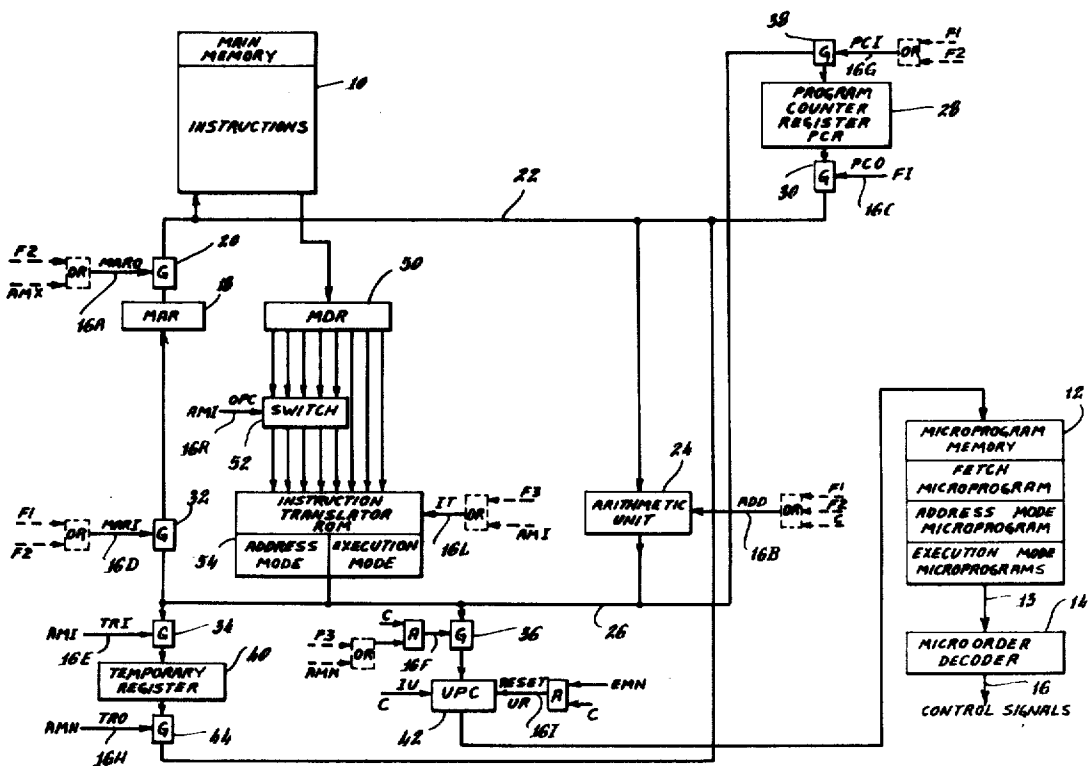 MAIN
MEMORY
INSTRUCTIONS
10
38
G
PCI
16G
OR
F1
F2
PROGRAM
COUNTER
REGISTER
PCR
28
G
30
PCO
F1
16C
22
F2
AMX
OR
MARO
16A
G
20
MAR
18
50
MDR
AMI
OPC
16R
SWITCH
52
INSTRUCTION
TRANSLATOR
ROM
ADDRESS
MODE
EXECUTION
MODE
54
IT
16L
OR
F3
AMI
24
ARITHMETIC
UNIT
ADD
16B
OR
F1
F2
E
12
MICROPROGRAM
MEMORY
FETCH
MICROPROGRAM
ADDRESS MODE
MICROPROGRAM
EXECUTION MODE
MICROPROGRAMS
13
14
MICRO ORDER
DECODER
16
CONTROL SIGNALS
F1
F2
OR
MARI
16D
G
32
26
AMI
TRI
16E
G
34
TEMPORARY
REGISTER
40
AMN
TRO
16H
G
44
F3
AMN
OR
C
A
16F
G
36
IU
C
UPC
42
RESET
UR
16I
A
EMN
C